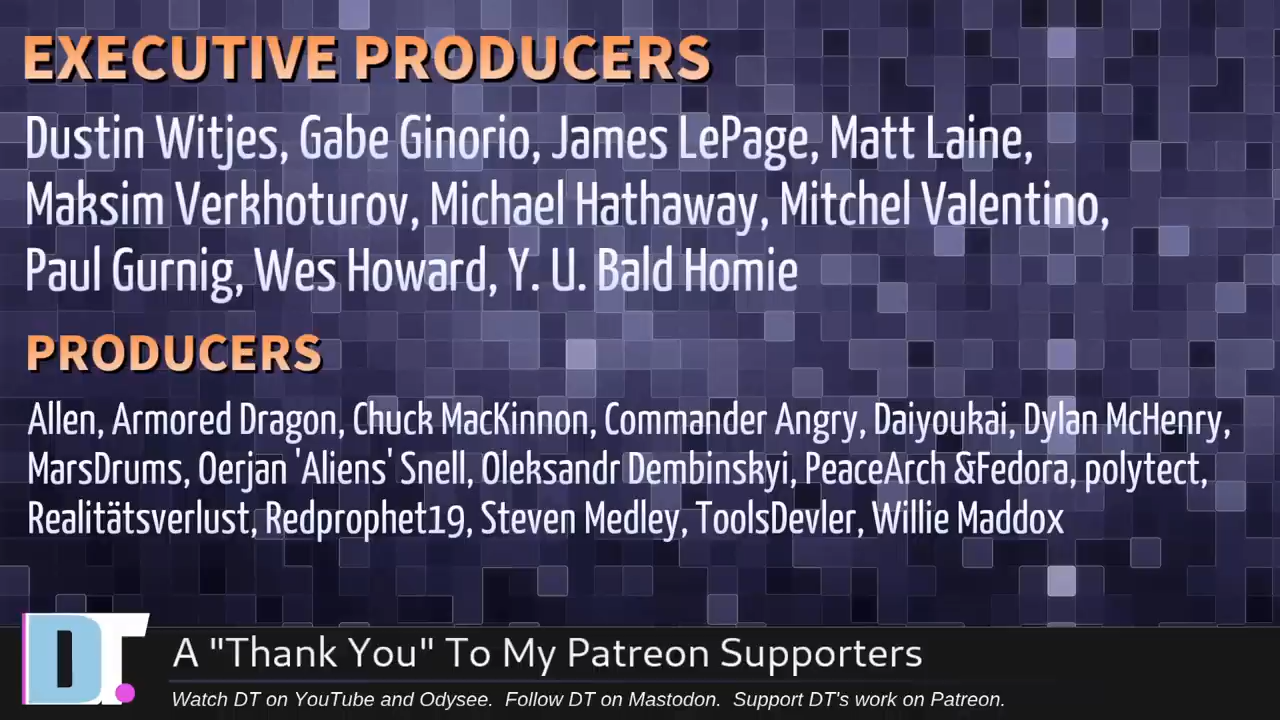 EXECUTIVE PRODUCERS
Dustin Witjes, Gabe Ginorio, James LePage, Matt Laine,
Maksim Verkhoturov, Michael Hathaway, Mitchel Valentino,
Paul Gurnig, Wes Howard, Y. U. Bald Homie
PRODUCERS
Allen, Armored Dragon, Chuck MacKinnon, Commander Angry, Daiyoukai, Dylan McHenry,
MarsDrums, Oerjan 'Aliens' Snell, Oleksandr Dembinskyi, PeaceArch &Fedora, polytect,
Realitätsverlust, Redprophet19, Steven Medley, ToolsDevler, Willie Maddox
DT.
A "Thank You" To My Patreon Supporters
Watch DT on YouTube and Odysee. Follow DT on Mastodon. Support DT's work on Patreon.